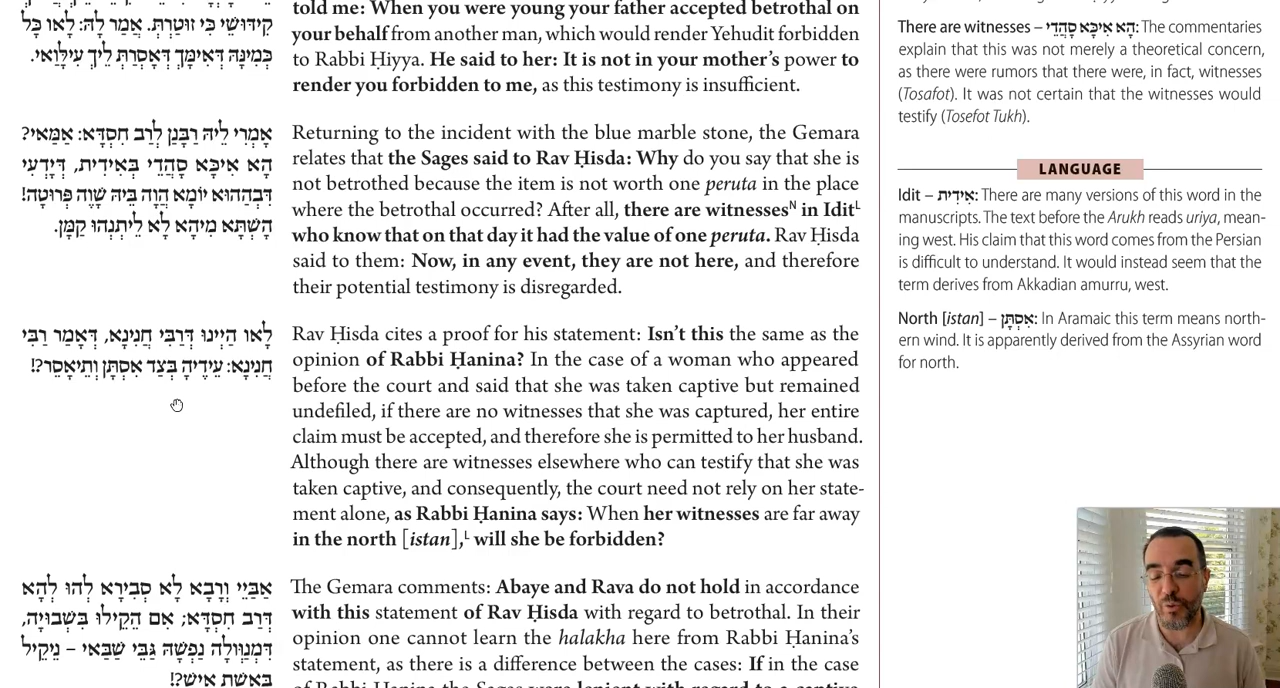 קִידּוּשֵׁי כִּי זוּטַרְתְּ. אֲמַר לַהּ: לָאו כׇּל
כְּמִינַּהּ דְּאִימָּךְ דְּאָסְרַתְּ לִיךְ עִילָּוַאי.
אָמְרִי לֵיהּ רַבָּנַן לְרַב חִסְדָּא: אַמַּאי?
הָא אִיכָּא סָהֲדֵי בְּאִידִית, דְּיָדְעִי
דִּבְהַהוּא יוֹמָא הֲוָה בֵּיהּ שָׁוֶה פְּרוּטָה!
הַשְׁתָּא מִיהָא לָא לֵיתַנְהוּ קַמַּן.
לָאו הַיְינוּ דְּרַבִּי חֲנִינָא, דְּאָמַר רַבִּי
חֲנִינָא: עֵידֶיהָ בְּצַד אִסְתָּן וְתֵיאָסֵר?!
אַבָּיֵי וְרָבָא לָא סְבִירָא לְהוּ לְהָא
דְּרַב חִסְדָּא; אִם הֵקֵילּוּ בִּשְׁבוּיָה,
דִּמְנַוְּולָה נַפְשַׁהּ גַּבֵּי שַׁבַּאי – נֵיקֵיל
בְּאֵשֶׁת אִישׁ?!
told me: When you were young your father accepted betrothal on
your behalf from another man, which would render Yehudit forbidden
to Rabbi Ḥiyya. He said to her: It is not in your mother’s power to
render you forbidden to me, as this testimony is insufficient.
Returning to the incident with the blue marble stone, the Gemara
relates that the Sages said to Rav Ḥisda: Why do you say that she is
not betrothed because the item is not worth one peruta in the place
where the betrothal occurred? After all, there are witnessesᴺ in Iditᴸ
who know that on that day it had the value of one peruta. Rav Ḥisda
said to them: Now, in any event, they are not here, and therefore
their potential testimony is disregarded.
Rav Ḥisda cites a proof for his statement: Isn’t this the same as the
opinion of Rabbi Ḥanina? In the case of a woman who appeared
before the court and said that she was taken captive but remained
undefiled, if there are no witnesses that she was captured, her entire
claim must be accepted, and therefore she is permitted to her husband.
Although there are witnesses elsewhere who can testify that she was
taken captive, and consequently, the court need not rely on her state-
ment alone, as Rabbi Ḥanina says: When her witnesses are far away
in the north [istan],ᴸ will she be forbidden?
The Gemara comments: Abaye and Rava do not hold in accordance
with this statement of Rav Ḥisda with regard to betrothal. In their
opinion one cannot learn the halakha here from Rabbi Ḥanina’s
statement, as there is a difference between the cases: If in the case
There are witnesses – הָא אִיכָּא סָהֲדֵי: The commentaries
explain that this was not merely a theoretical concern,
as there were rumors that there were, in fact, witnesses
(Tosafot). It was not certain that the witnesses would
testify (Tosefot Tukh).
LANGUAGE
Idit – אִידִית: There are many versions of this word in the
manuscripts. The text before the Arukh reads uriya, mean-
ing west. His claim that this word comes from the Persian
is difficult to understand. It would instead seem that the
term derives from Akkadian amurru, west.
North [istan] – אִסְתָּן: In Aramaic this term means north-
ern wind. It is apparently derived from the Assyrian word
for north.